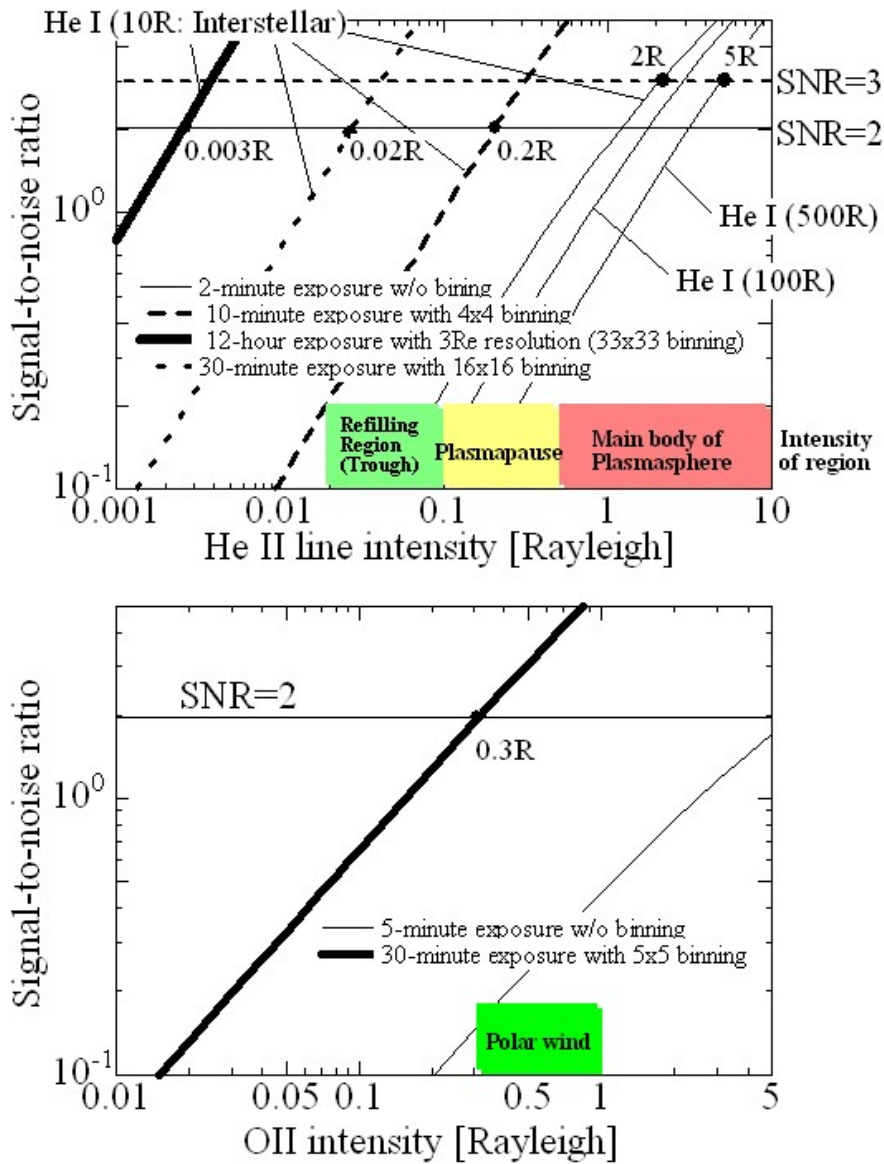 He I (10R: Interstellar)
2R
5R
SNR=3
SNR=2
0.003R
0.02R
0.2R
He I (500R)
He I (100R)
Signal-to-noise ratio
10^0
10^-1
2-minute exposure w/o bining
10-minute exposure with 4x4 binning
12-hour exposure with 3Re resolution (33x33 binning)
30-minute exposure with 16x16 binning
Refilling
Region
(Trough)
Plasmapause
Main body of
Plasmasphere
Intensity
of region
0.001
0.01
0.1
1
10
He II line intensity [Rayleigh]
SNR=2
0.3R
Signal-to-noise ratio
10^0
10^-1
5-minute exposure w/o binning
30-minute exposure with 5x5 binning
Polar wind
0.01
0.05
0.1
0.5
1
5
OII intensity [Rayleigh]